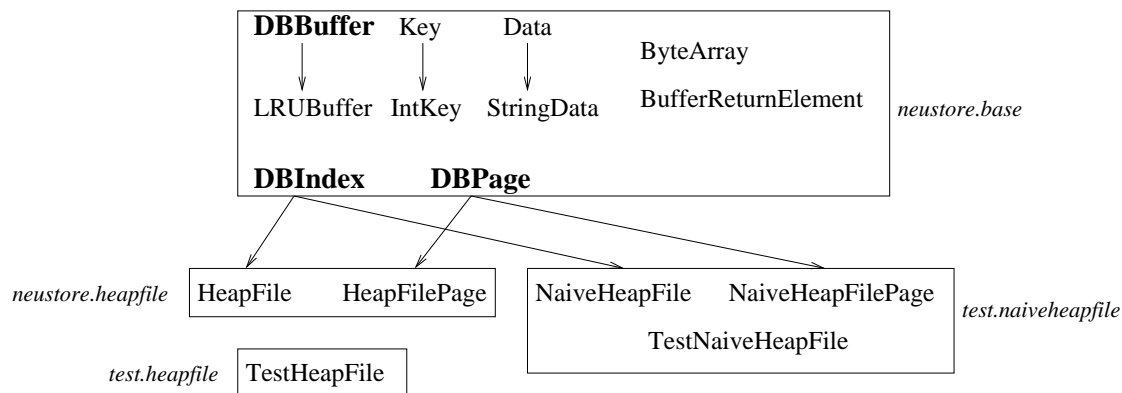 DBBuffer Key Data
ByteArray
LRUBuffer IntKey StringData
BufferReturnElement
neustore.base
DBIndex DBPage
neustore.heapfile HeapFile HeapFilePage
NaiveHeapFile NaiveHeapFilePage
test.naiveheapfile
TestNaiveHeapFile
test.heapfile TestHeapFile